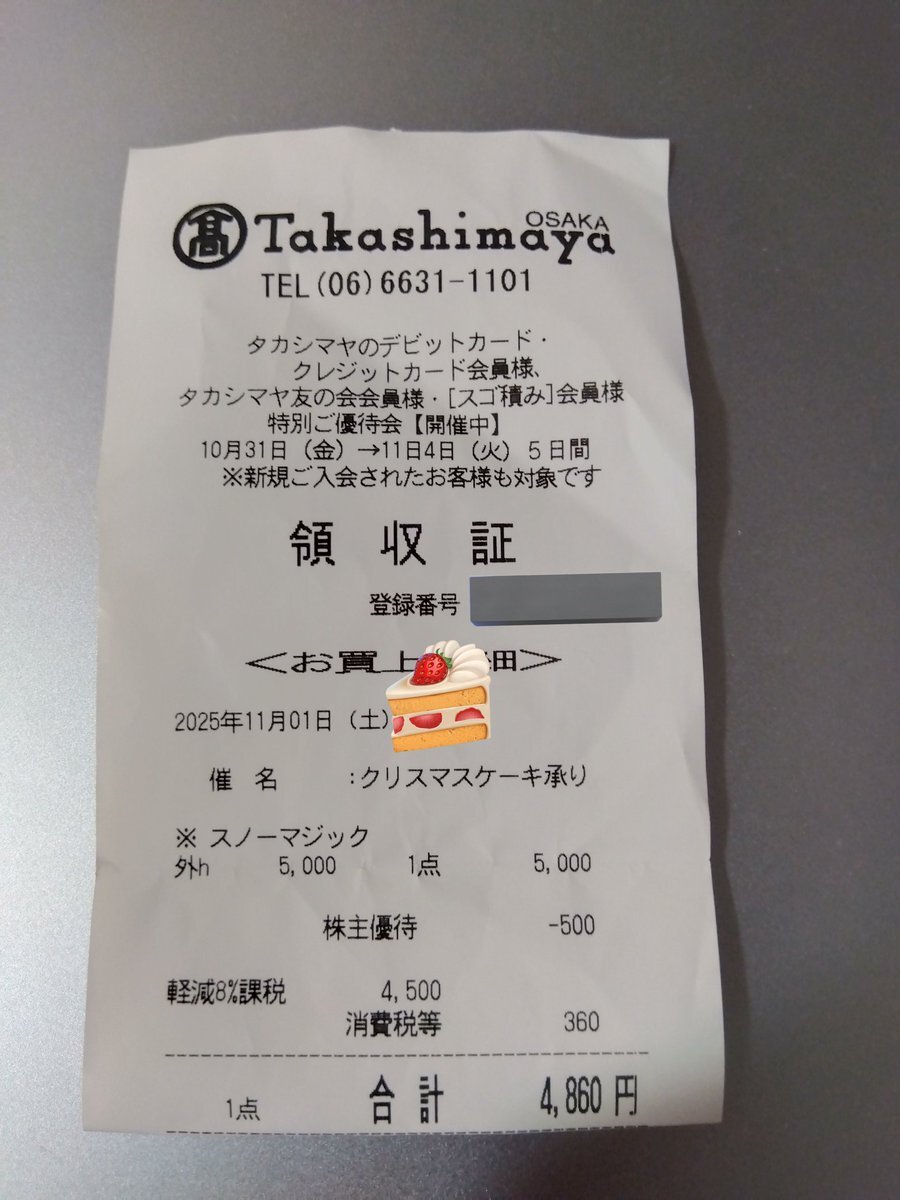 髙 Takashimaya OSAKA
TEL(06)6631-1101
タカシマヤのデビットカード・
クレジットカード会員様、
タカシマヤ友の会会員様・[スゴ積み]会員様
特別ご優待会【開催中】
10月31日(金)→11日4日(火)5日間
※新規ご入会されたお客様も対象です
領収証
登録番号
<お買上 田>
2025年11月01日(土)
催名 :クリスマスケーキ承り
※ スノーマジック
外h 5,000 1点 5,000
株主優待 -500
軽減8%課税 4,500
消費税等 360
1点 合計 4,860円